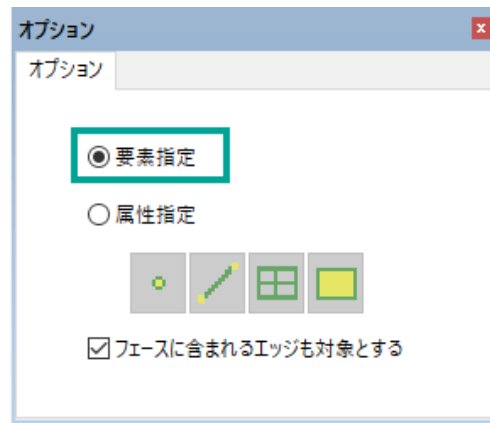 オプション
オプション
要素指定
属性指定
フェースに含まれるエッジも対象とする